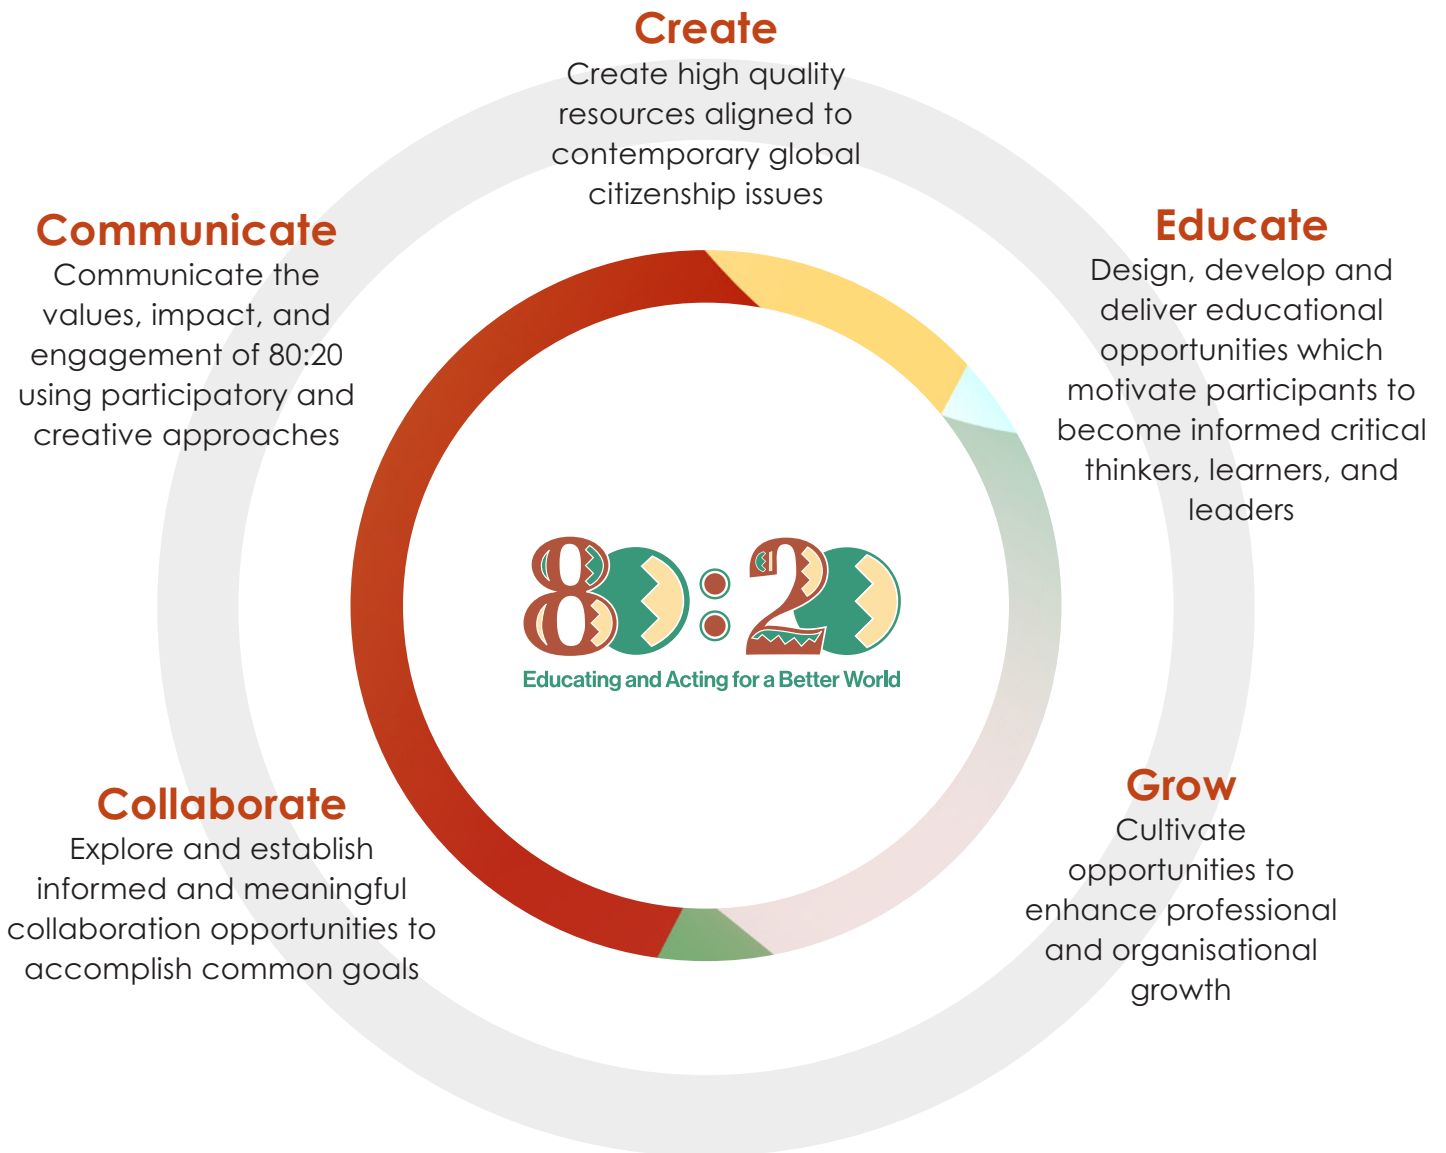 Create
Create high quality
resources aligned to
contemporary global
citizenship issues
Educate
Design, develop and
deliver educational
opportunities which
motivate participants to
become informed critical
thinkers, learners, and
leaders
Grow
Cultivate
opportunities to
enhance professional
and organisational
growth
Collaborate
Explore and establish
informed and meaningful
collaboration opportunities to
accomplish common goals
Communicate
Communicate the
values, impact, and
engagement of 80:20
using participatory and
creative approaches
80:20
Educating and Acting for a Better World